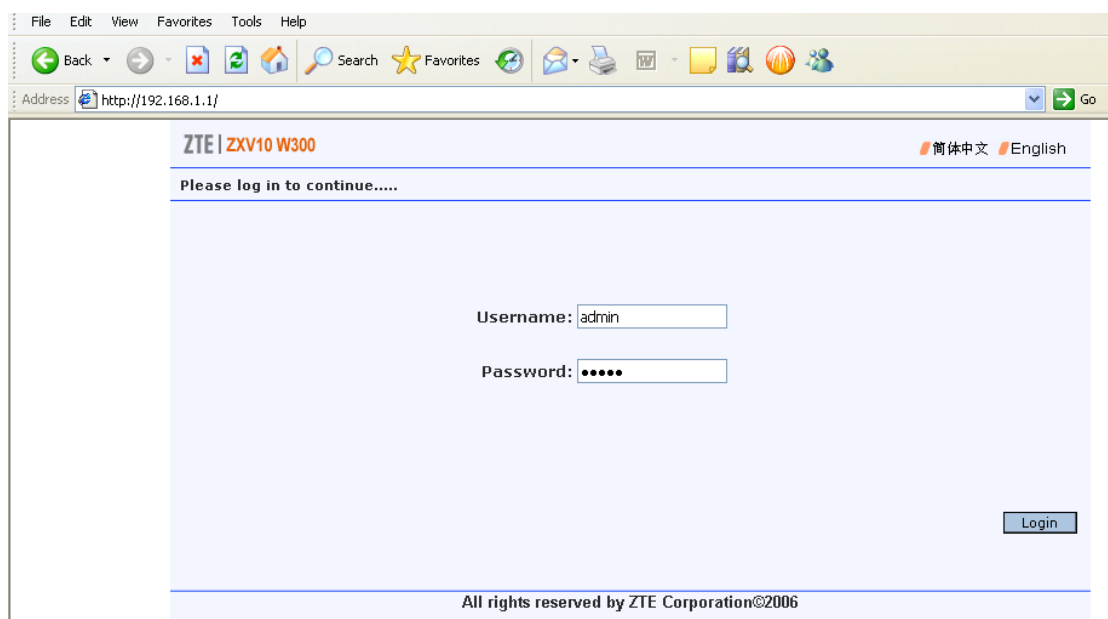 File Edit View Favorites Tools Help
Back Search Favorites
Address http://192.168.1.1/ Go
ZTE | ZXV10 W300 简体中文 English
Please log in to continue.....
Username: admin
Password: •••••
Login
All rights reserved by ZTE Corporation©2006